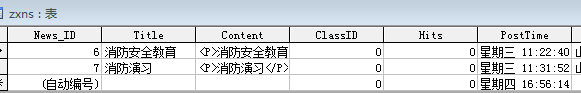 zxns : 表
News_ID Title Content ClassID Hits PostTime
6 消防安全教育 <P>消防安全教育 0 0 星期三 11:22:40
7 消防演习 <P>消防演习</P> 0 0 星期三 11:31:52 山
(自动编号) 0 0 星期四 16:56:14